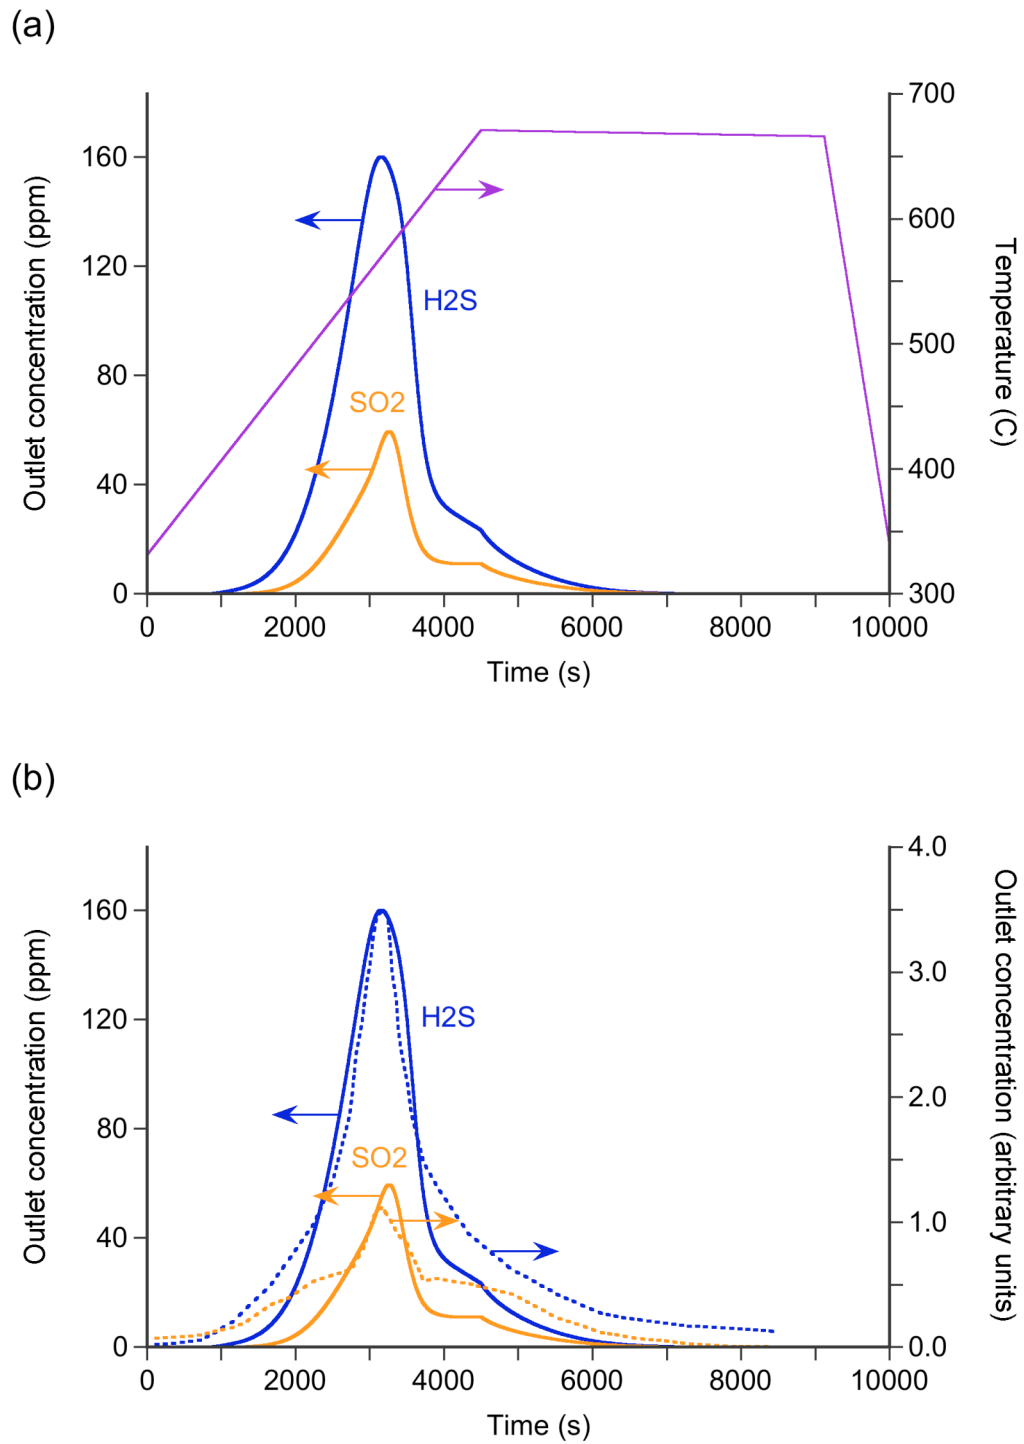 (a)
700
160
600
120
H2S
500
80
SO2
400
40
0
300
0 2000 4000 6000 8000 10000
Time (s)
Outlet concentration (ppm)
Temperature (C)
(b)
4.0
160
3.0
120
H2S
2.0
80
SO2
1.0
40
0
0.0
0 2000 4000 6000 8000 10000
Time (s)
Outlet concentration (ppm)
Outlet concentration (arbitrary units)